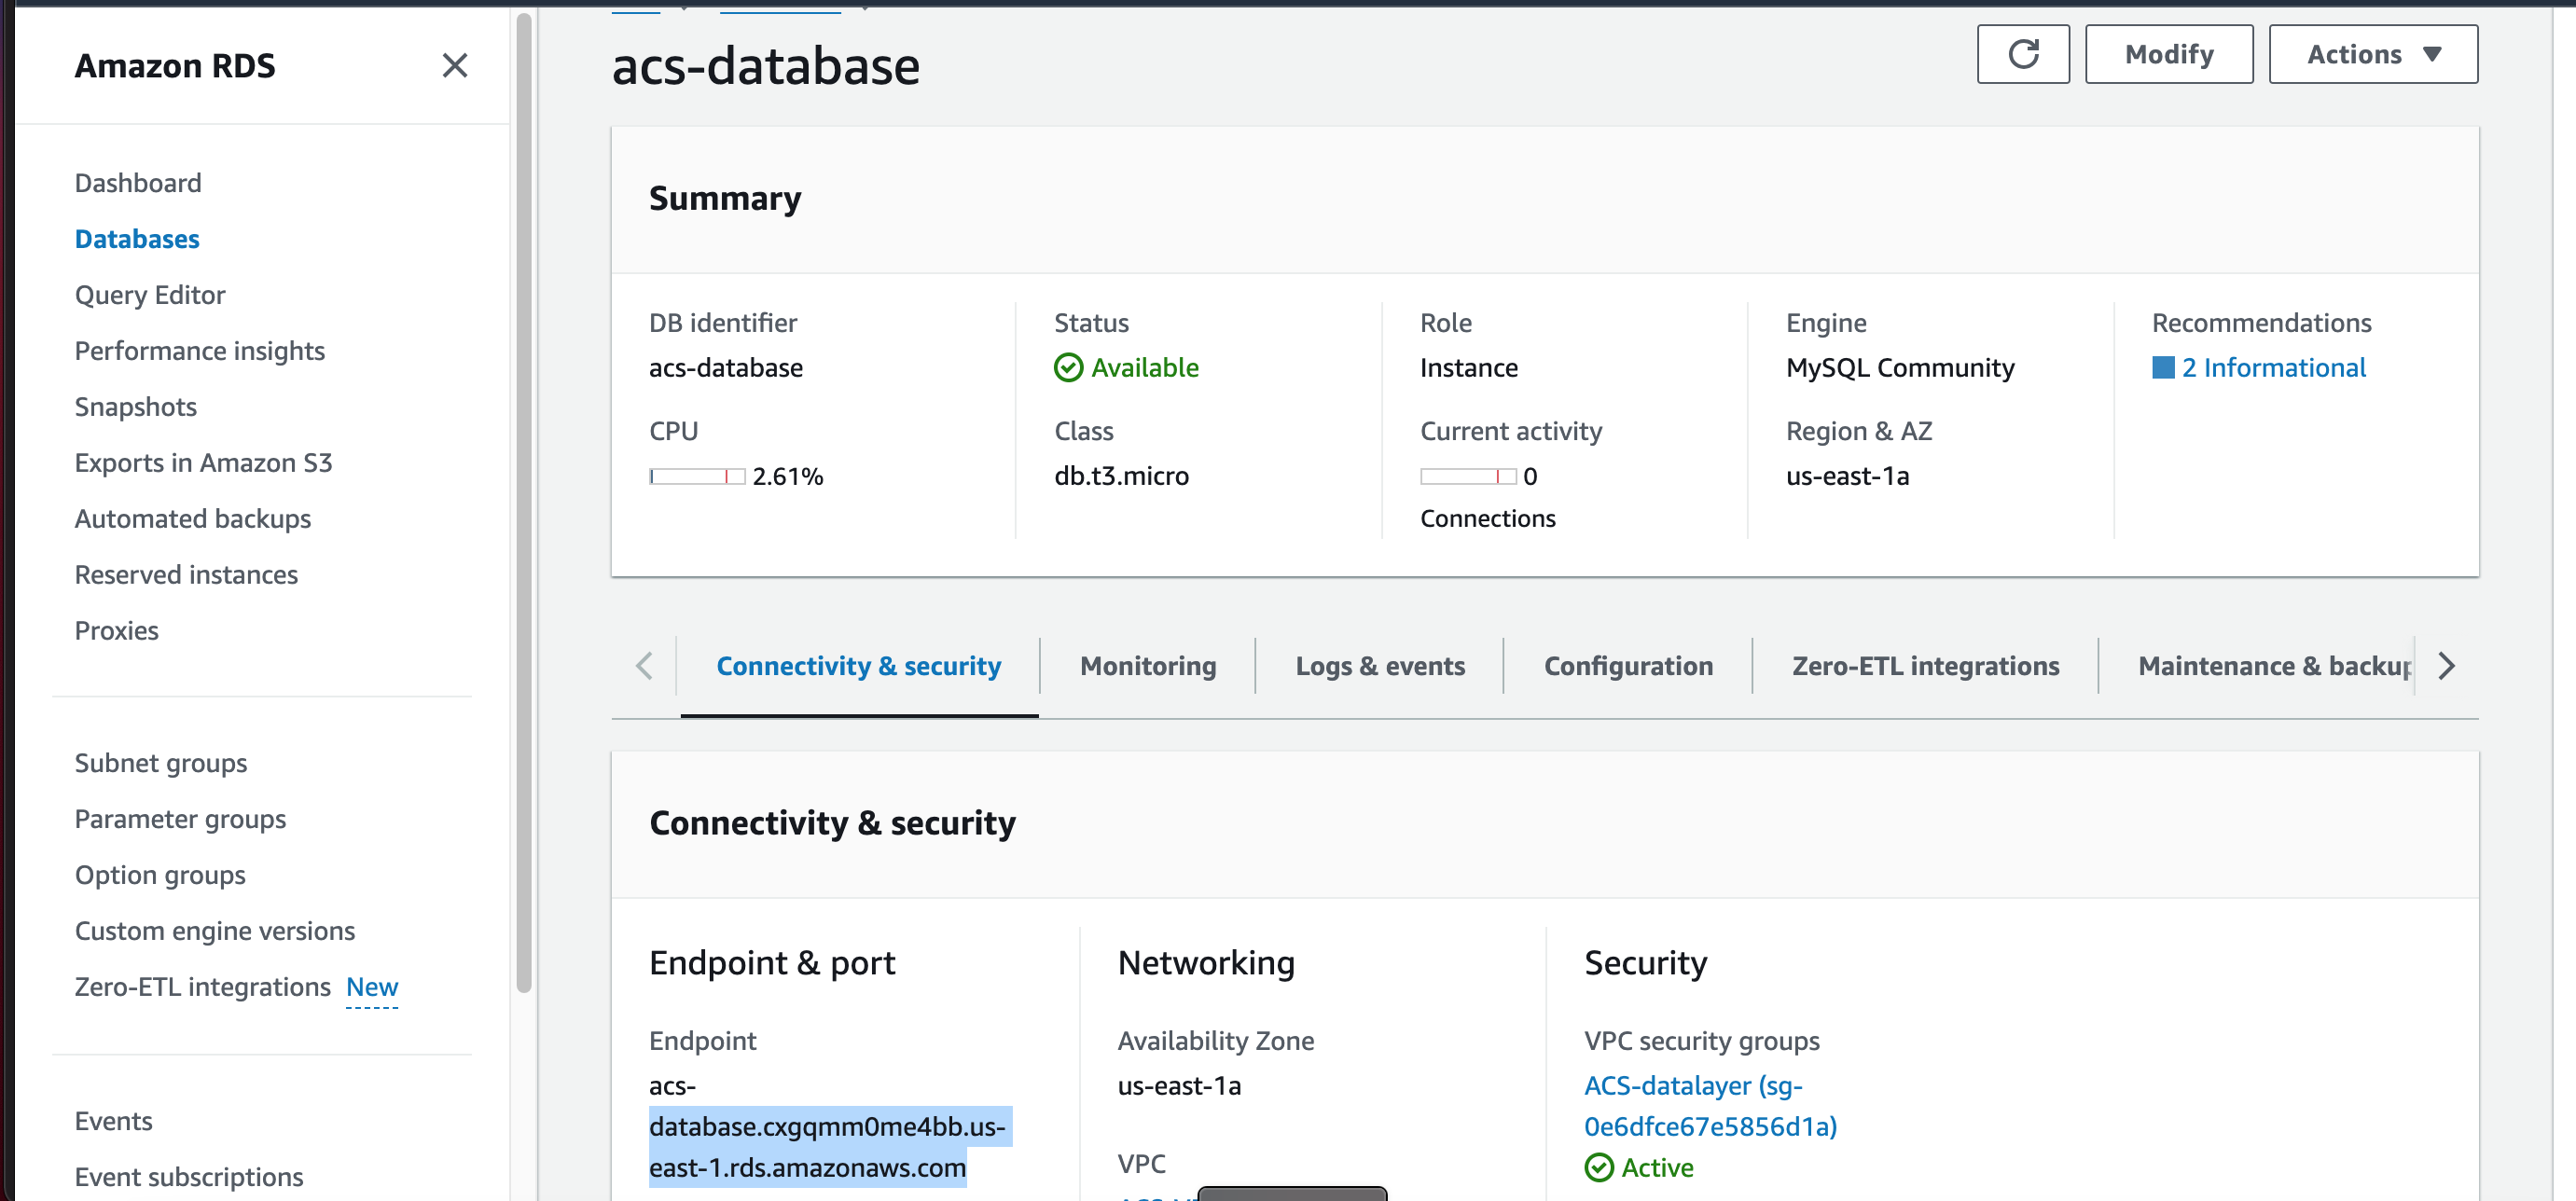 Amazon RDS
Dashboard
Databases
Query Editor
Performance insights
Snapshots
Exports in Amazon S3
Automated backups
Reserved instances
Proxies
Subnet groups
Parameter groups
Option groups
Custom engine versions
Zero-ETL integrations New
Events
Event subscriptions
acs-database
Modify
Actions
Summary
DB identifier
acs-database
CPU
2.61%
Status
Available
Class
db.t3.micro
Role
Instance
Current activity
0
Connections
Engine
MySQL Community
Region & AZ
us-east-1a
Recommendations
2 Informational
Connectivity & security
Monitoring
Logs & events
Configuration
Zero-ETL integrations
Maintenance & backup
Connectivity & security
Endpoint & port
Endpoint
acs-
database.cxgqmm0me4bb.us-
east-1.rds.amazonaws.com
Networking
Availability Zone
us-east-1a
VPC
Security
VPC security groups
ACS-datalayer (sg-
0e6dfce67e5856d1a)
Active